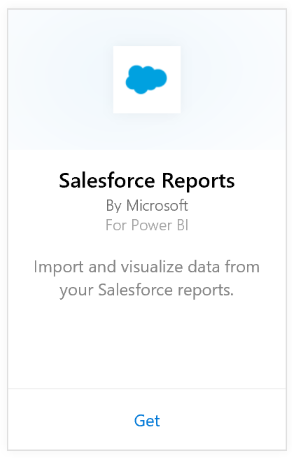 Salesforce Reports
By Microsoft
For Power BI
Import and visualize data from
your Salesforce reports.
Get